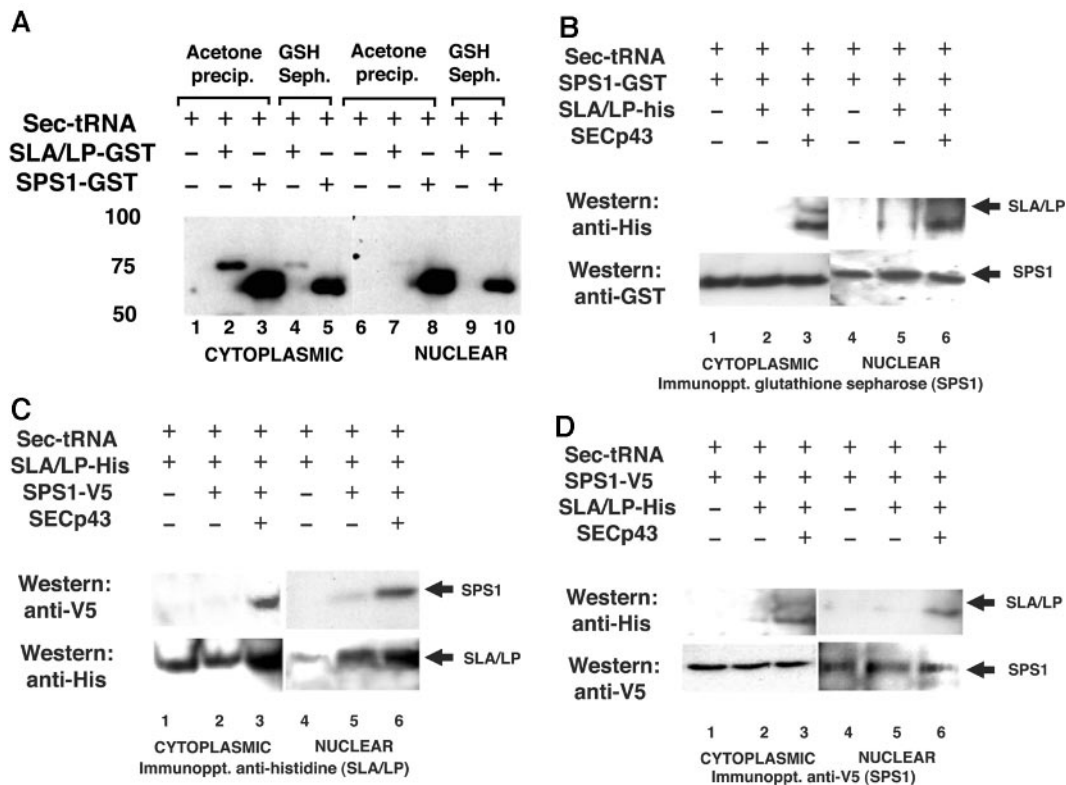 A
Acetone precip. GSH Seph. Acetone precip. GSH Seph.
Sec-tRNA + + + + + + + + + +
SLA/LP-GST – + – + – – + – + –
SPS1-GST – – + – + – – + – +
100
75
50
1 2 3 4 5 6 7 8 9 10
CYTOPLASMIC NUCLEAR
B
Sec-tRNA + + + + + +
SPS1-GST + + + + + +
SLA/LP-his – + + – + +
SECp43 – – + – – +
Western: anti-His SLA/LP
Western: anti-GST SPS1
1 2 3 4 5 6
CYTOPLASMIC NUCLEAR
Immunoppt. glutathione sepharose (SPS1)
C
Sec-tRNA + + + + + +
SLA/LP-His + + + + + +
SPS1-V5 – + + – + +
SECp43 – – + – – +
Western: anti-V5 SPS1
Western: anti-His SLA/LP
1 2 3 4 5 6
CYTOPLASMIC NUCLEAR
Immunoppt. anti-histidine (SLA/LP)
D
Sec-tRNA + + + + + +
SPS1-V5 + + + + + +
SLA/LP-His – + + – + +
SECp43 – – + – – +
Western: anti-His SLA/LP
Western: anti-V5 SPS1
1 2 3 4 5 6
CYTOPLASMIC NUCLEAR
Immunoppt. anti-V5 (SPS1)